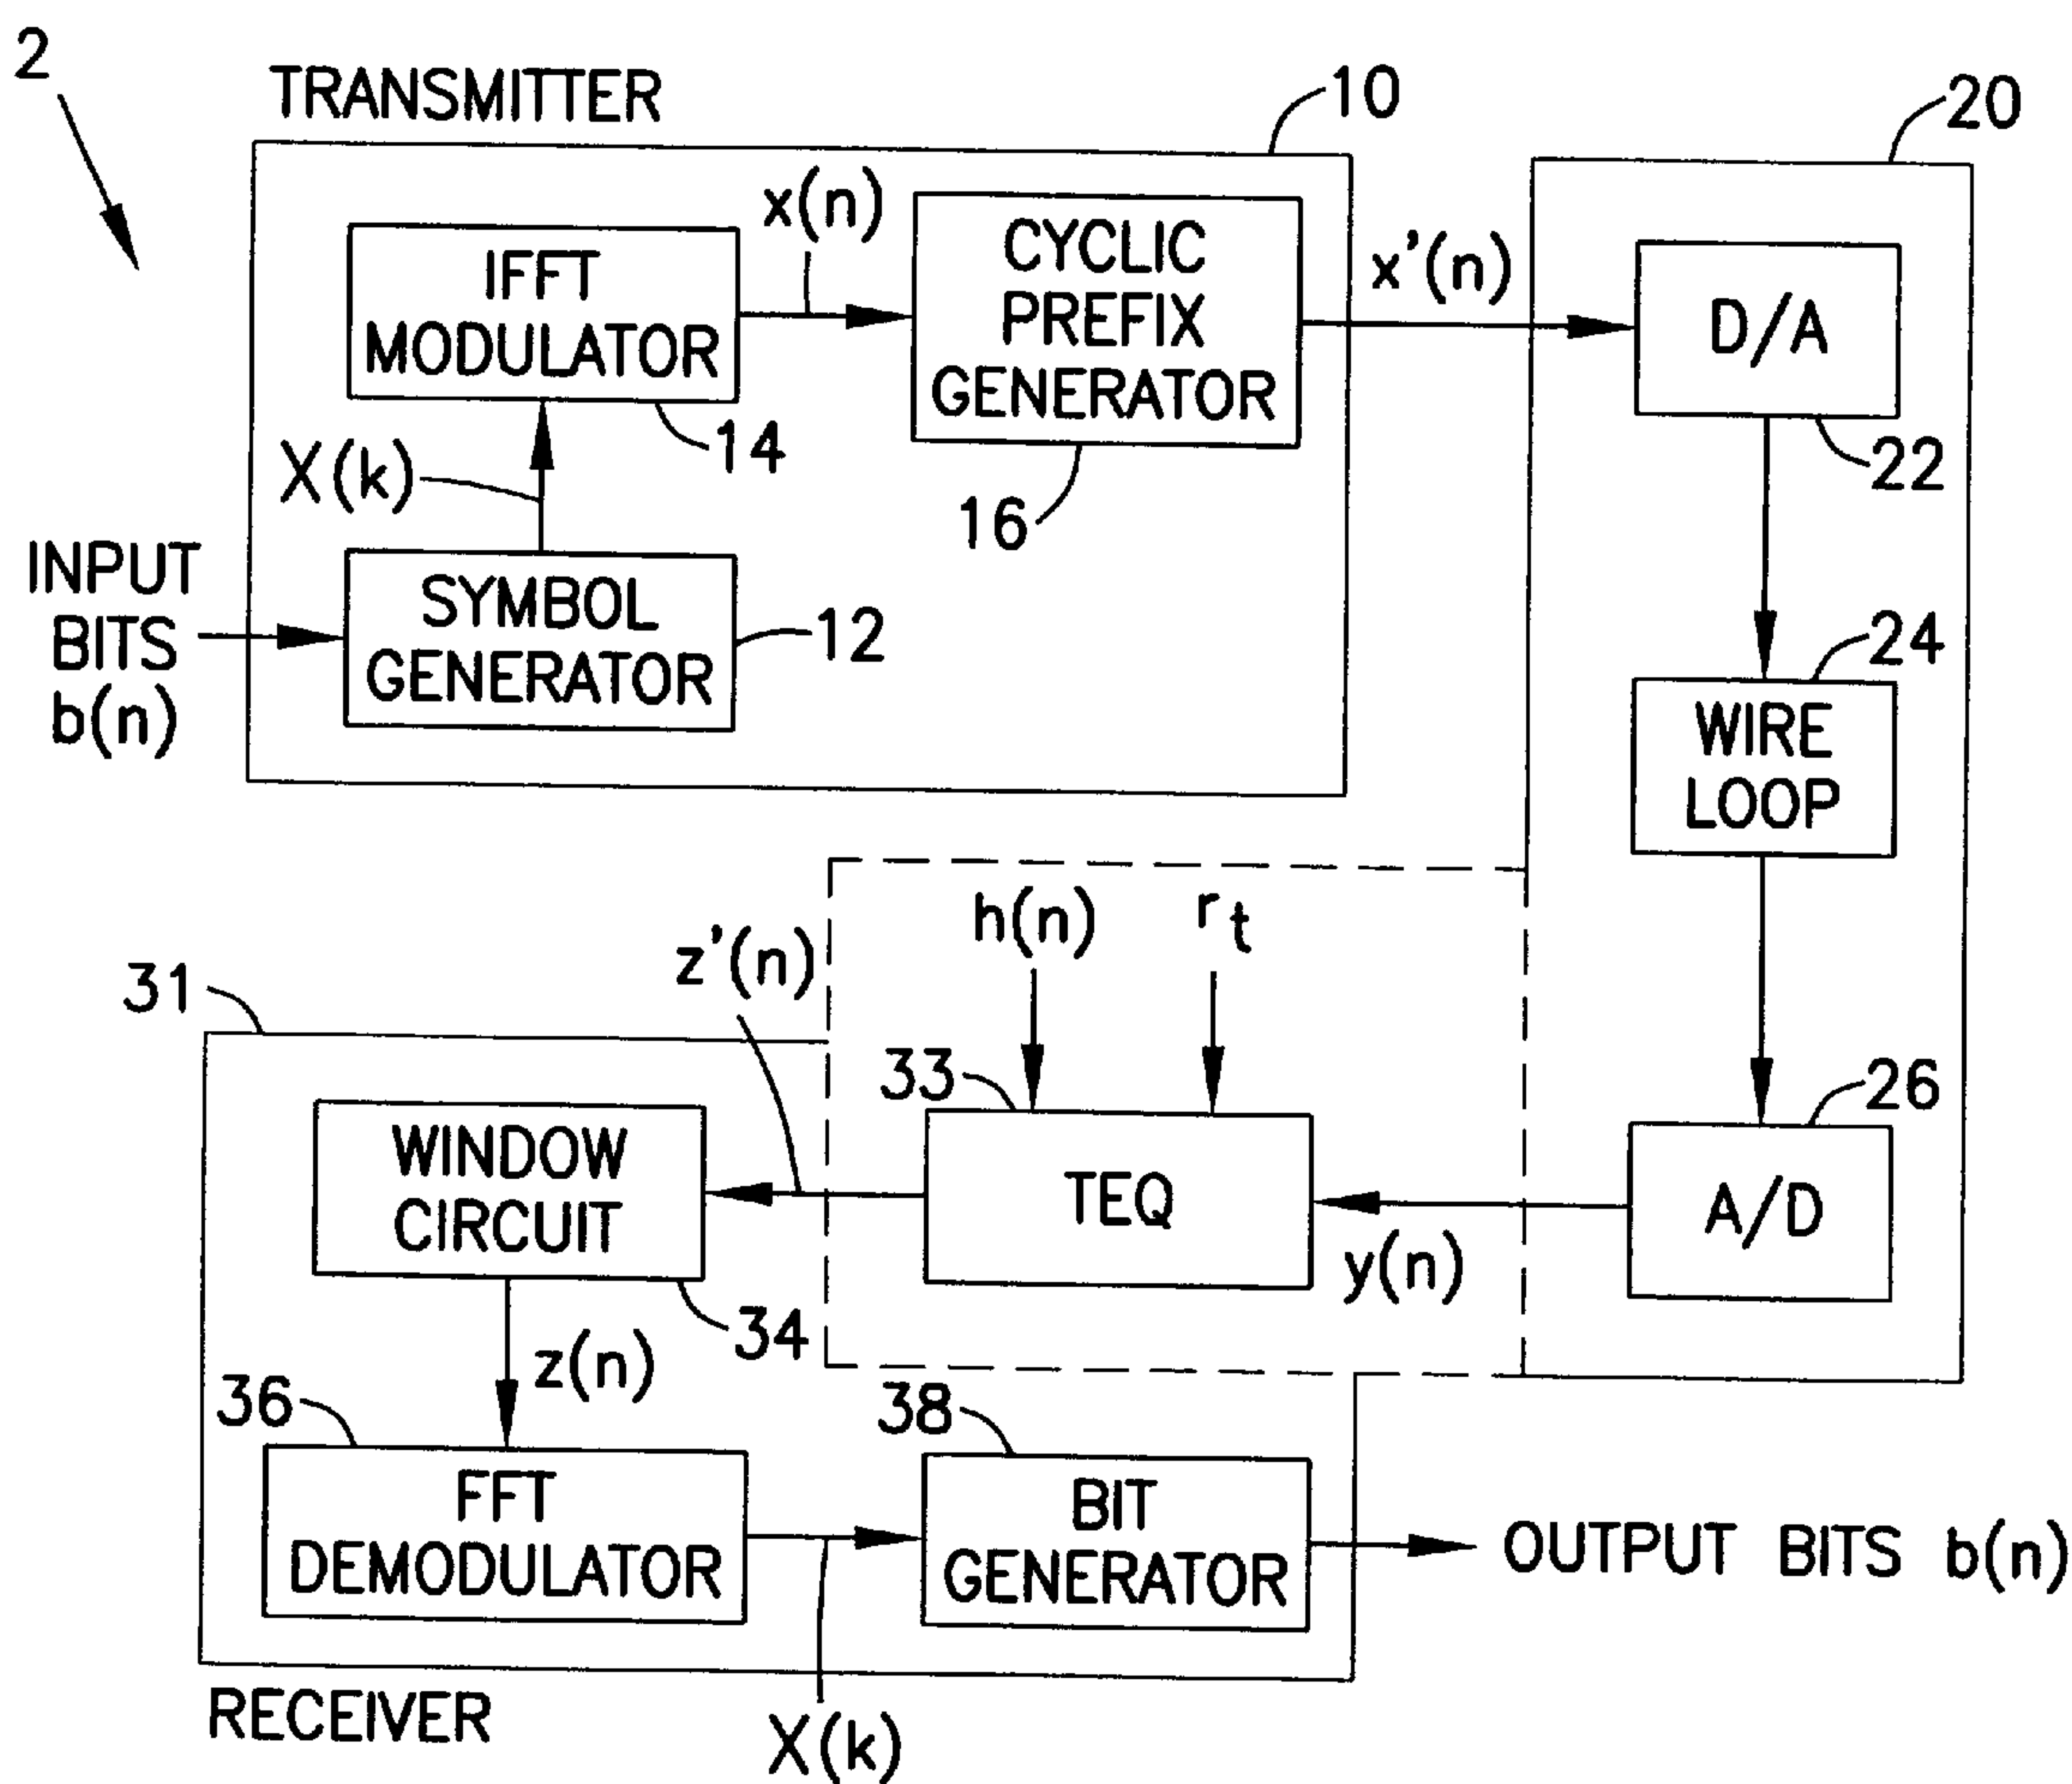 2
TRANSMITTER
10
20
x(n)
IFFT
MODULATOR
14
CYCLIC
PREFIX
GENERATOR
16
x'(n)
D/A
22
X(k)
INPUT
BITS
b(n)
SYMBOL
GENERATOR
12
24
WIRE
LOOP
h(n)
r t
z'(n)
31
33
26
WINDOW
CIRCUIT
34
TEQ
y(n)
A/D
z(n)
36
38
FFT
DEMODULATOR
BIT
GENERATOR
OUTPUT BITS b(n)
RECEIVER
X(k)